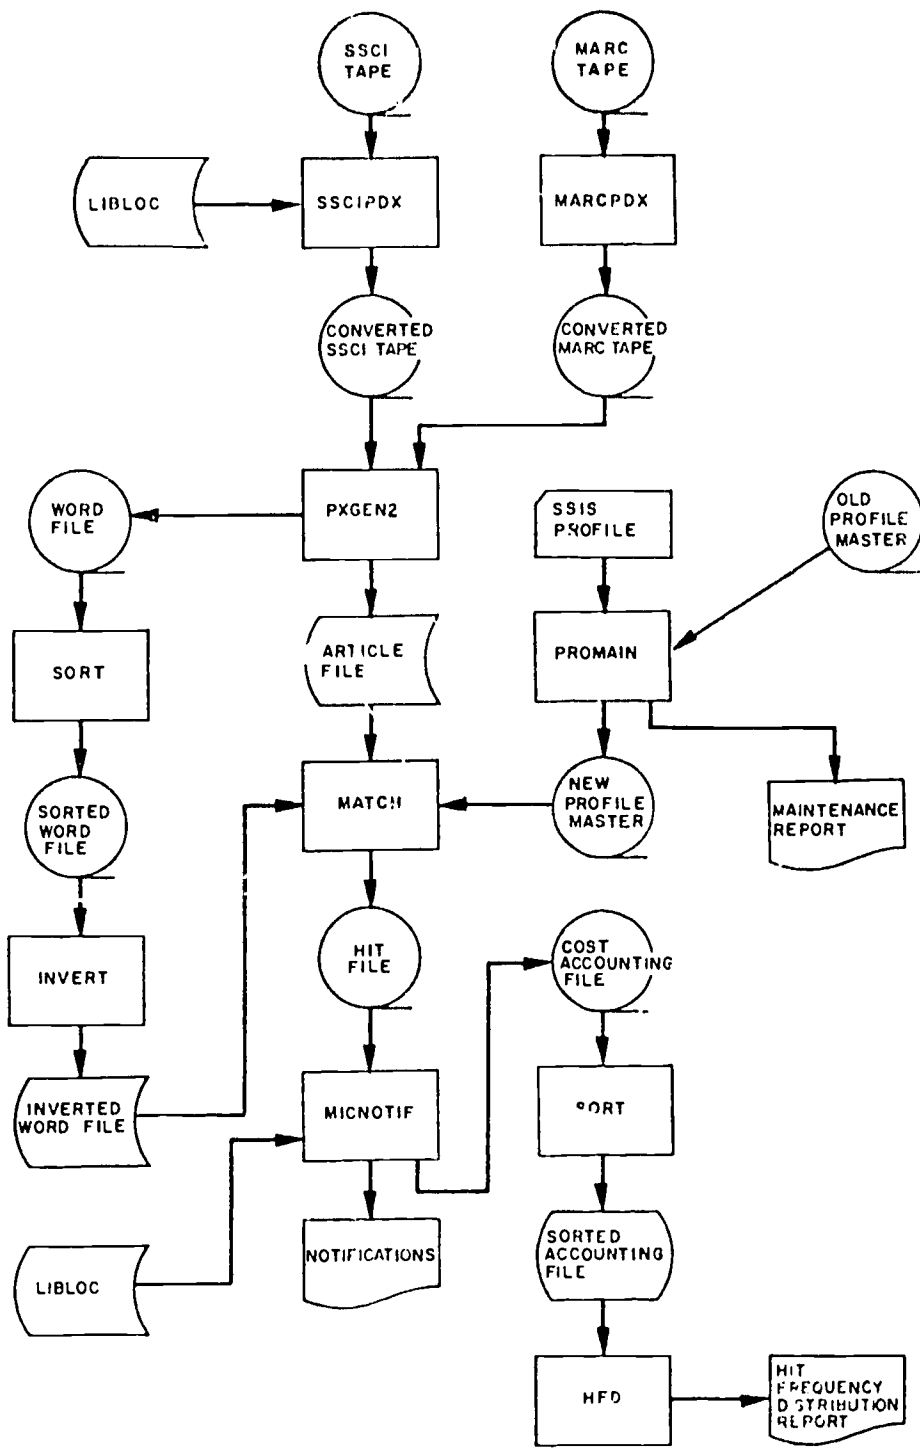 SSCI
TAPE
MARC
TAPE
LIBLOC
SSCIPDX
MARCPDX
CONVERTED
SSCI TAPE
CONVERTED
MARC TAPE
WORD
FILE
PXGEN2
SSIS
PROFILE
OLD
PROFILE
MASTER
SORT
ARTICLE
FILE
PROMAIN
SORTED
WORD
FILE
MATCH
NEW
PROFILE
MASTER
MAINTENANCE
REPORT
INVERT
HIT
FILE
COST
ACCOUNTING
FILE
INVERTED
WORD FILE
MICNOTIF
SORT
LIBLOC
NOTIFICATIONS
SORTED
ACCOUNTING
FILE
HFD
HIT
FREQUENCY
DISTRIBUTION
REPORT